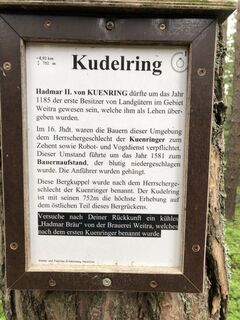 Kudelring
Hadmar II. von KUENRING dürfte um das Jahr
1185 der erste Besitzer von Landgütern im Gebiet
Weitra gewesen sein, welche ihm als Lehen über-
geben wurden.
Im 16. Jhdt. waren die Bauern dieser Umgebung
dem Herrschergeschlecht der Kuenringer zum
Zehent sowie Robot- und Vogtdienst verpflichtet.
Dieser Umstand führte um das Jahr 1581 zum
Bauernaufstand, der blutig niedergeschlagen
wurde. Die Anführer wurden gehängt.
Diese Bergkuppel wurde nach dem Herrscherge-
schlecht der Kuenringer benannt. Der Kudelring
ist mit seinen 752m die höchste Erhebung auf
dem östlichen Teil dieses Bergrückens.
Versuche nach Deiner Rückkunft ein kühles
„Hadmar Bräu" von der Brauerei Weitra, welches
nach dem ersten Kuenringer benannt wurde.